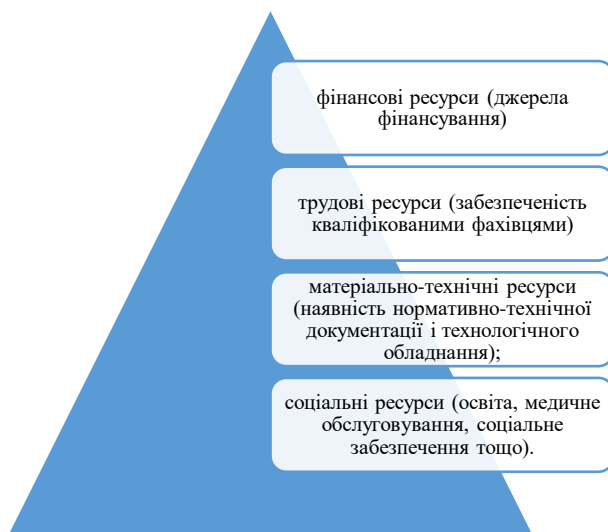 фінансові ресурси (джерела
фінансування)
трудові ресурси (забезпеченість
кваліфікованими фахівцями)
матеріально-технічні ресурси
(наявність нормативно-технічної
документації і технологічного
обладнання);
соціальні ресурси (освіта, медичне
обслуговування, соціальне
забезпечення тощо).